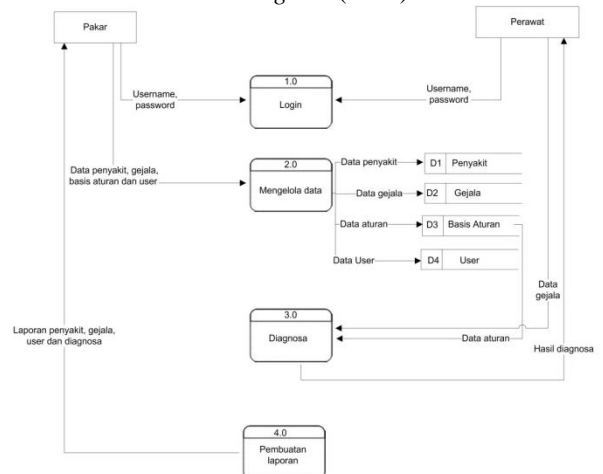 Pakar
Perawat
1.0
Login
Username,
password
Username,
password
2.0
Mengelola data
Data penyakit, gejala,
basis aturan dan user
Data penyakit
D1 Penyakit
Data gejala
D2 Gejala
Data aturan
D3 Basis Aturan
Data User
D4 User
Data
gejala
3.0
Diagnosa
Data aturan
Hasil diagnosa
Laporan penyakit, gejala,
user dan diagnosa
4.0
Pembuatan
laporan